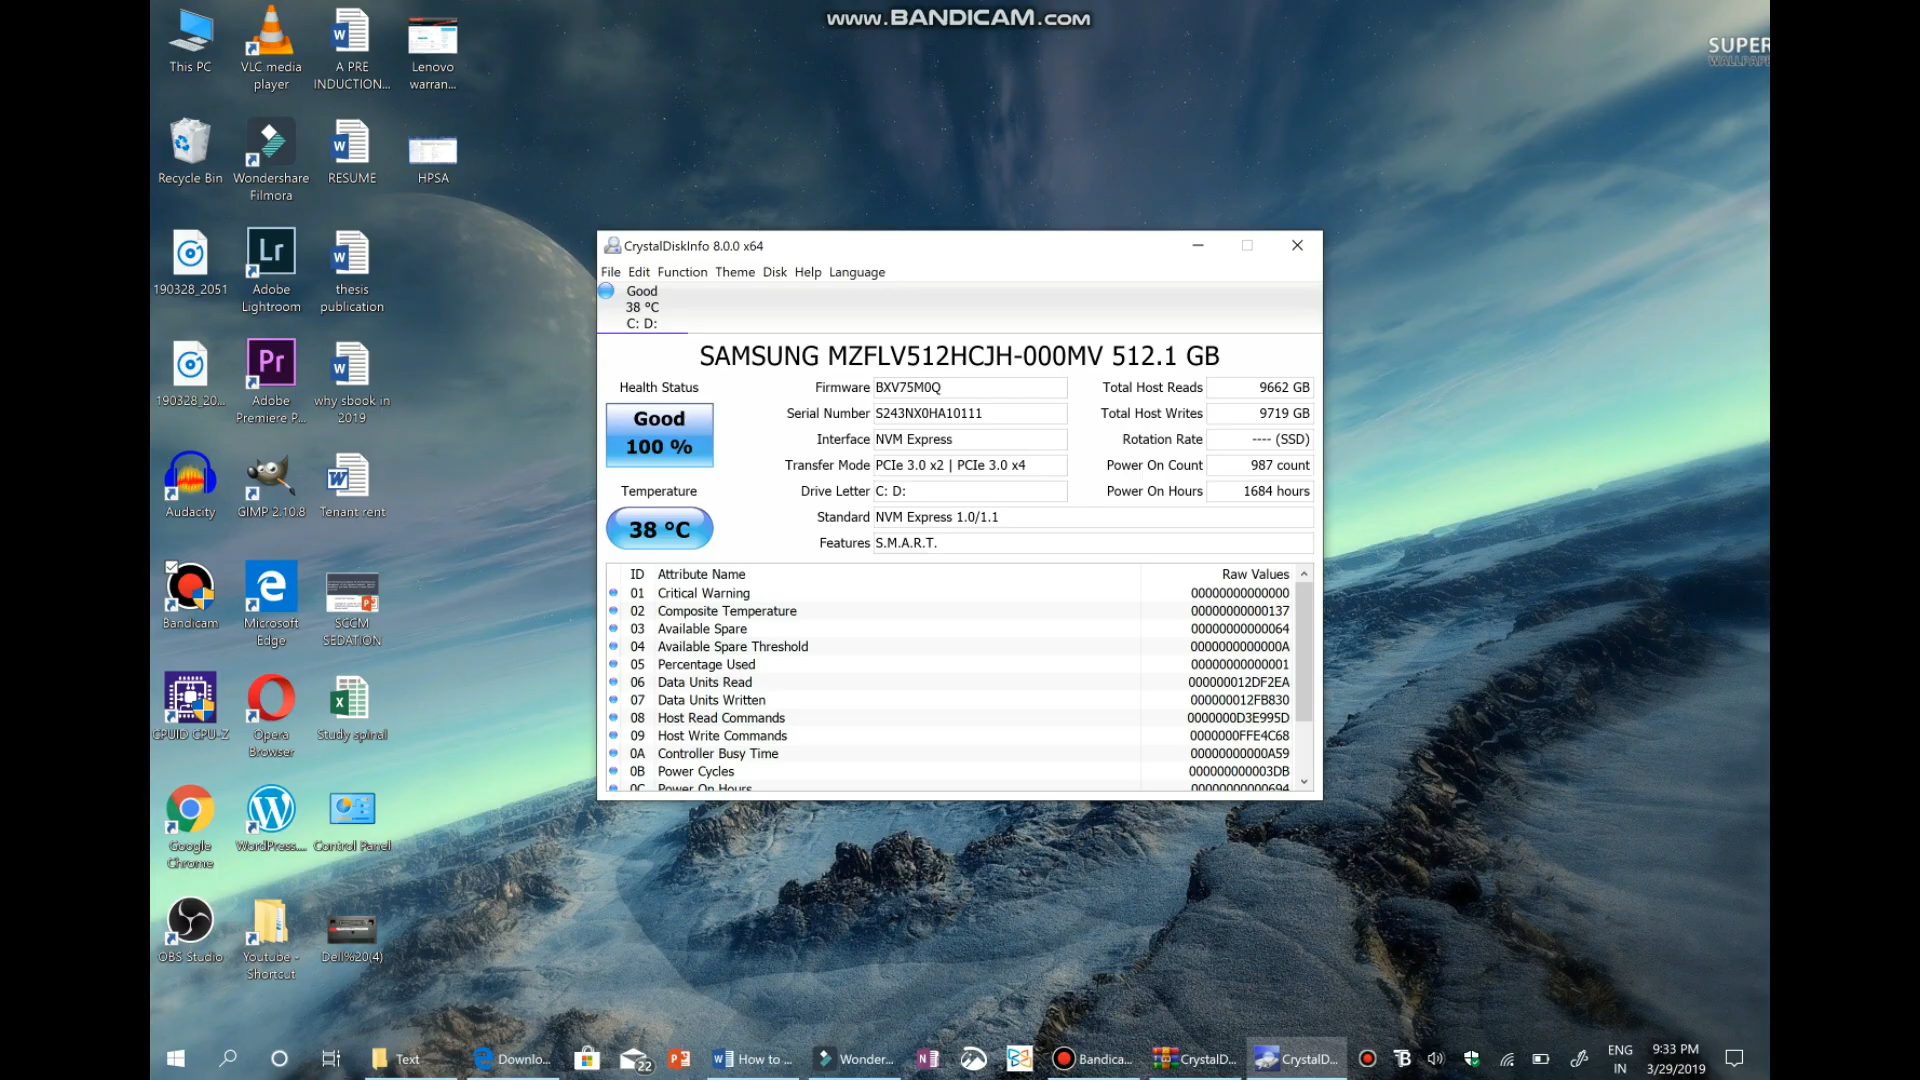 www.BANDICAM.com
SUPER
WALLPAP
This PC
VLC media
player
A PRE
INDUCTION...
Lenovo
warran...
Recycle Bin
Wondershare
Filmora
RESUME
HPSA
190328_2051
Adobe
Lightroom
thesis
publication
190328_20...
Adobe
Premiere P...
why sbook in
2019
Audacity
GIMP 2.10.8
Tenant rent
Bandicam
Microsoft
Edge
SCCM
SEDATION
CPUID CPU-Z
Opera
Browser
Study spinal
Google
Chrome
WordPress....
Control Panel
OBS Studio
Youtube -
Shortcut
Dell%20(4)
CrystalDiskInfo 8.0.0 x64
File Edit Function Theme Disk Help Language
Good
38 °C
C: D:
SAMSUNG MZFLV512HCJH-000MV 512.1 GB
Health Status
Good
100 %
Temperature
38 °C
Firmware BXV75M0Q
Serial Number S243NX0HA10111
Interface NVM Express
Transfer Mode PCIe 3.0 x2 | PCIe 3.0 x4
Drive Letter C: D:
Standard NVM Express 1.0/1.1
Features S.M.A.R.T.
Total Host Reads 9662 GB
Total Host Writes 9719 GB
Rotation Rate ---- (SSD)
Power On Count 987 count
Power On Hours 1684 hours
ID Attribute Name Raw Values
01 Critical Warning 00000000000000
02 Composite Temperature 00000000000137
03 Available Spare 00000000000064
04 Available Spare Threshold 0000000000000A
05 Percentage Used 00000000000001
06 Data Units Read 000000012DF2EA
07 Data Units Written 000000012FB830
08 Host Read Commands 0000000D3E995D
09 Host Write Commands 0000000FFE4C68
0A Controller Busy Time 00000000000A59
0B Power Cycles 000000000003DB
0C Power On Hours 00000000000694
Text
Downlo...
22
How to ...
Wonder...
Bandica...
CrystalD...
CrystalD...
ENG
IN
9:33 PM
3/29/2019